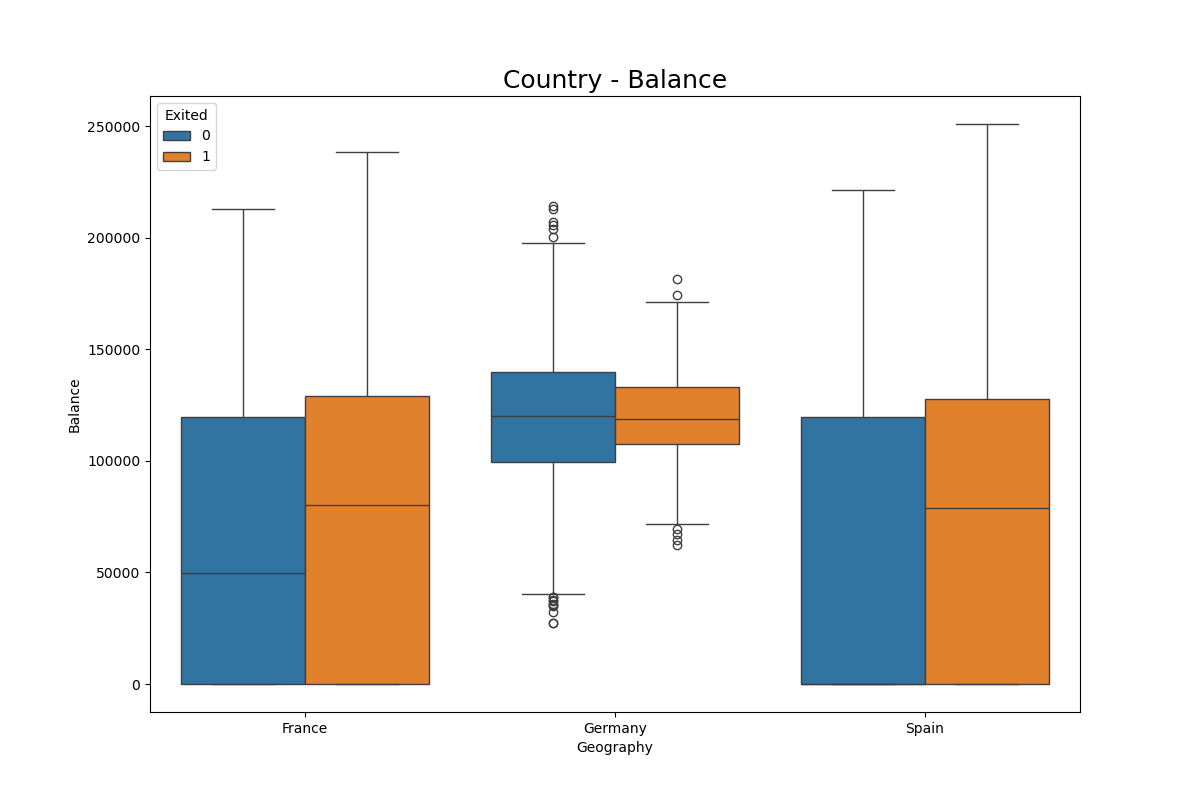 Country - Balance
Exited
0
1
250000
200000
150000
100000
50000
0
Balance
France Germany Spain
Geography